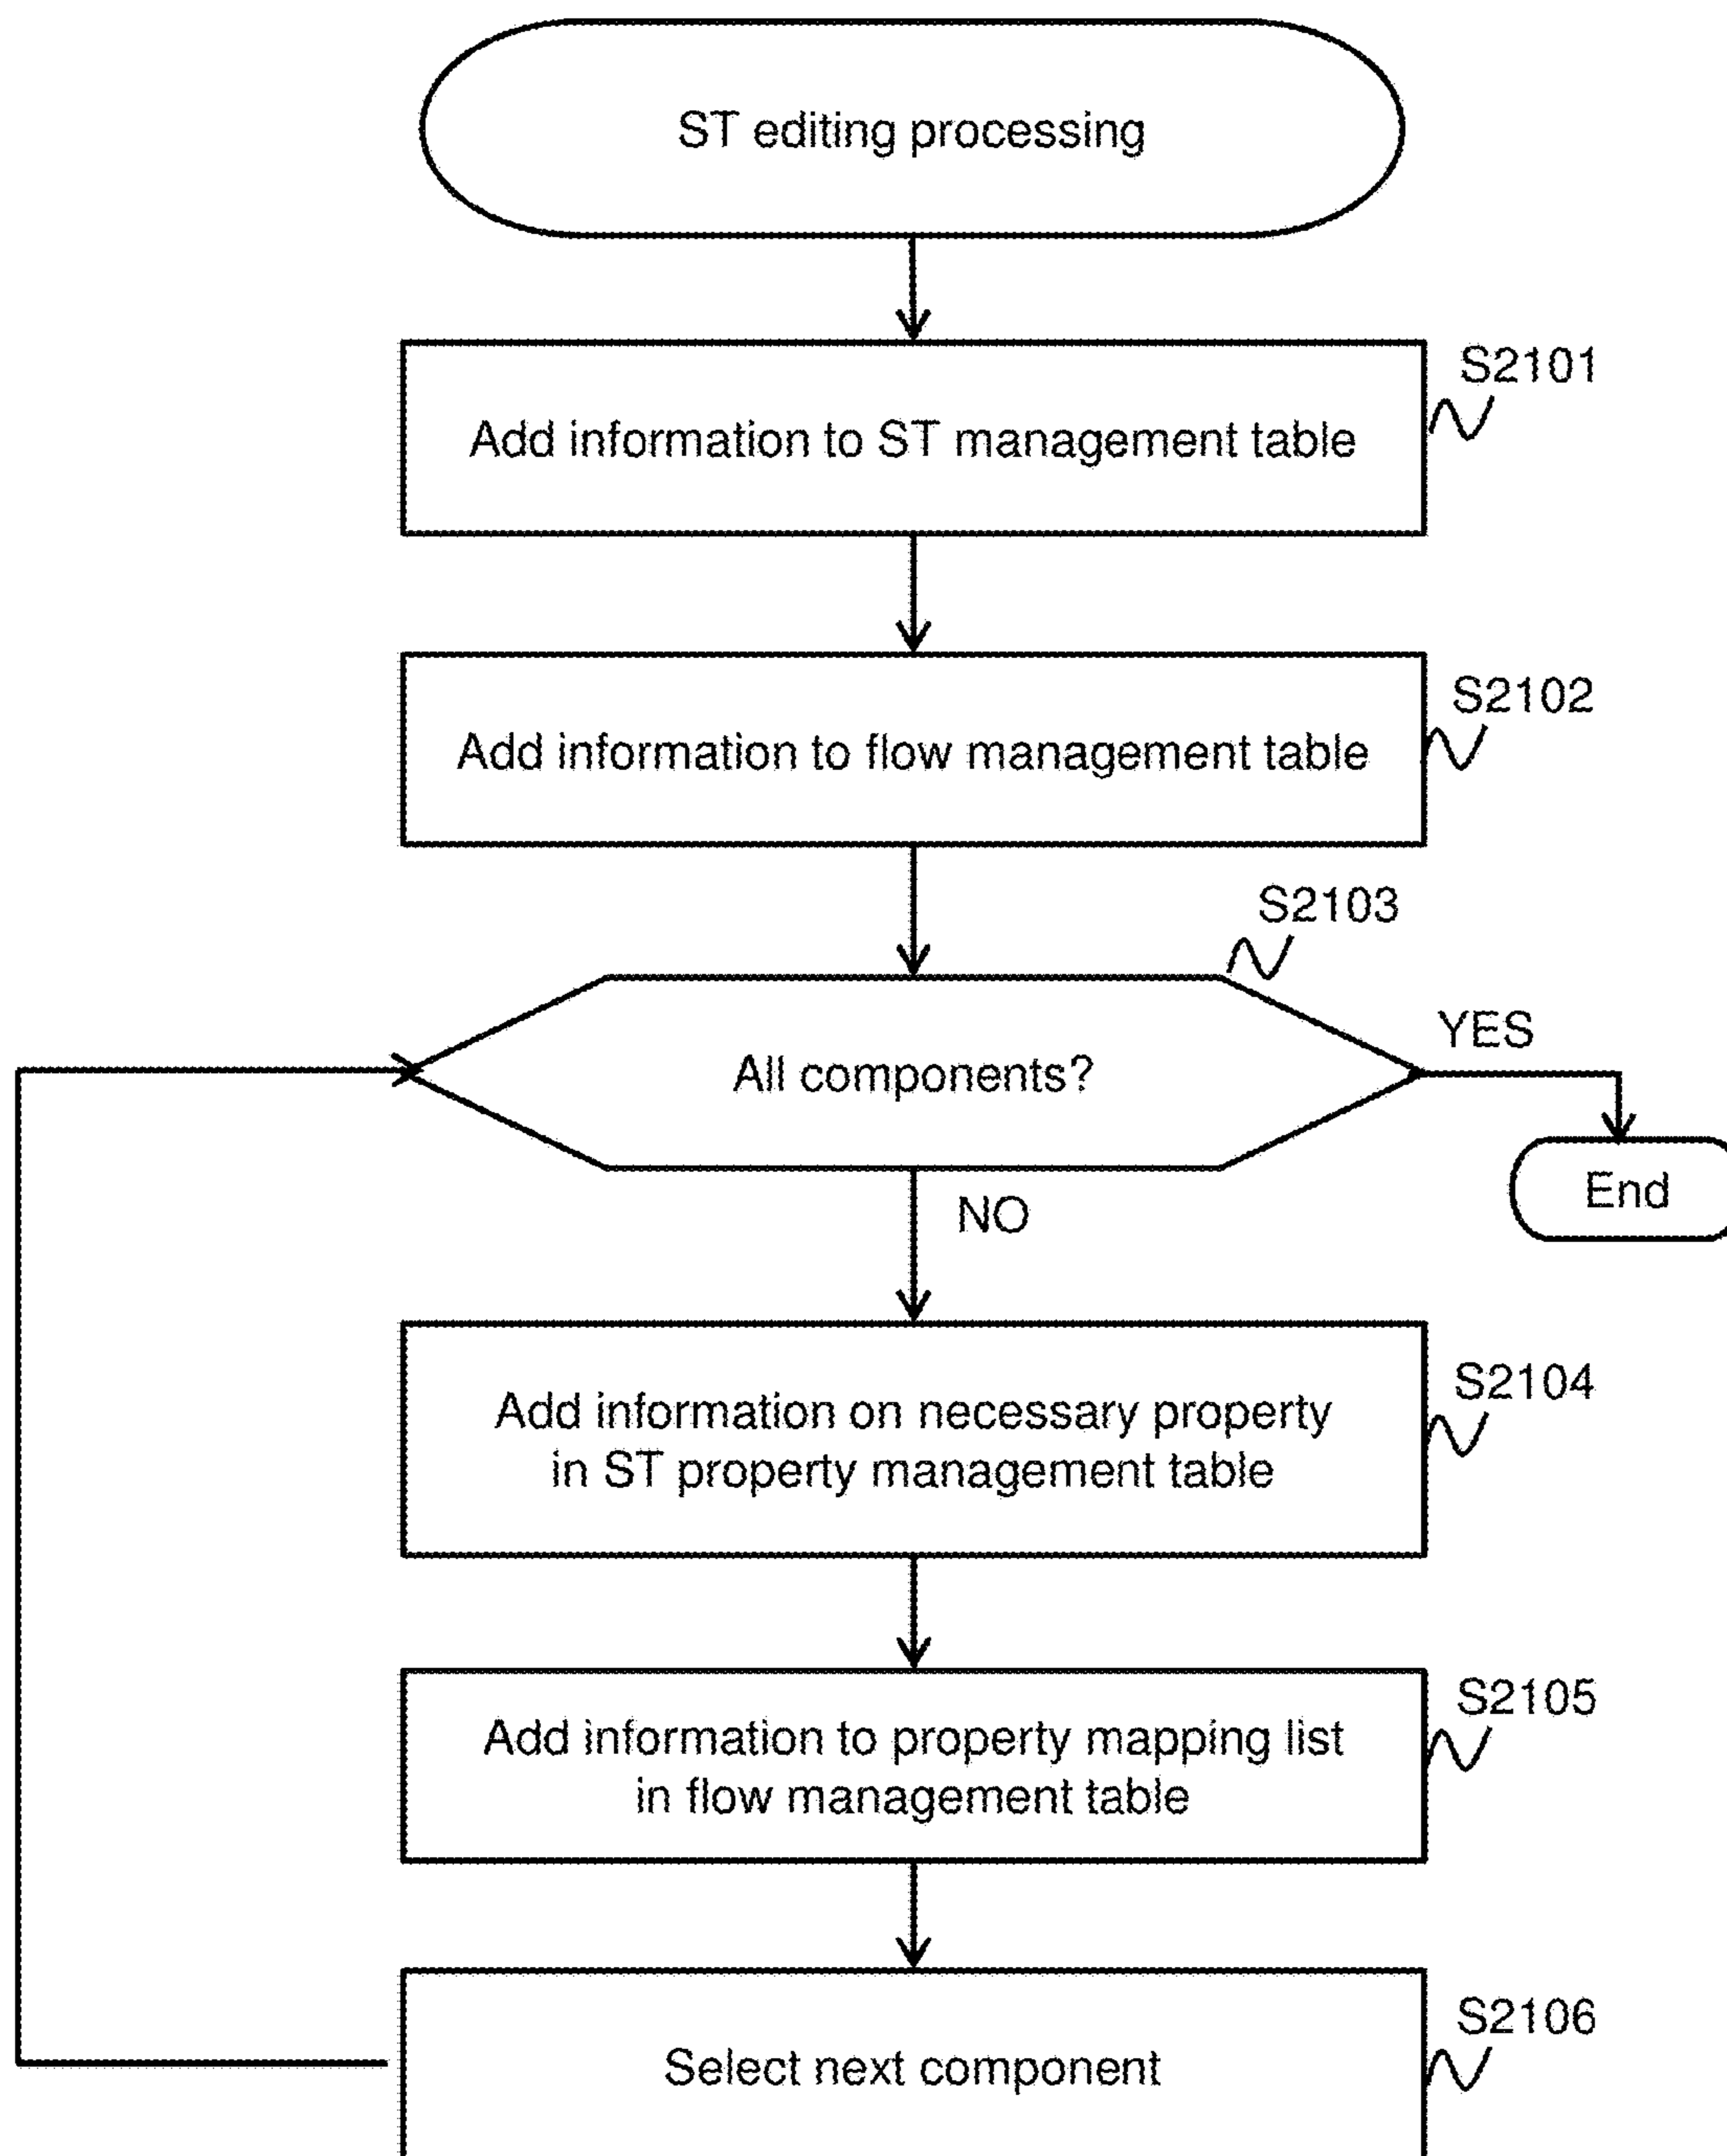 ST editing processing
S2101
Add information to ST management table
S2102
Add information to flow management table
S2103
All components?
YES
End
NO
S2104
Add information on necessary property
in ST property management table
S2105
Add information to property mapping list
in flow management table
S2106
Select next component